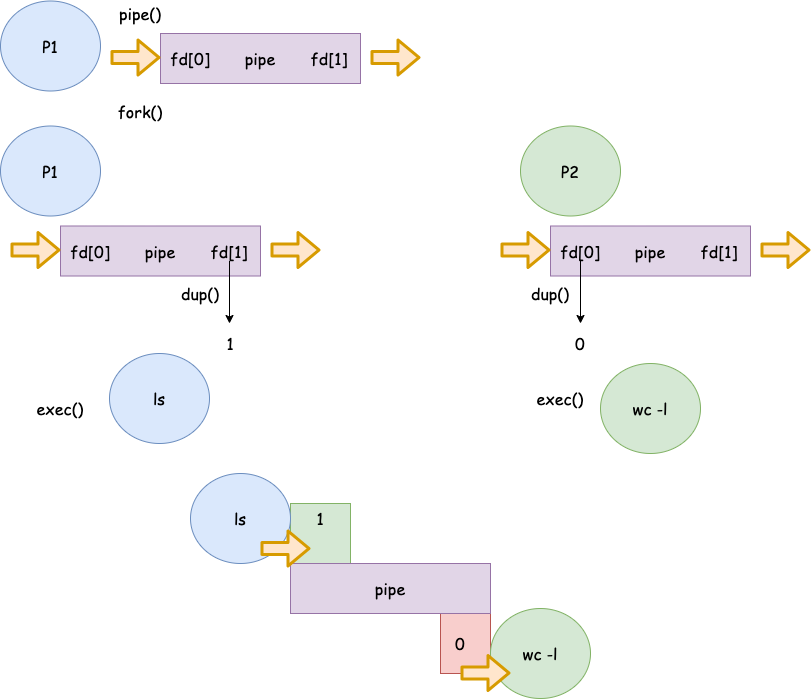 pipe()
P1
fd[0] pipe fd[1]
fork()
P1
P2
fd[0] pipe fd[1]
fd[0] pipe fd[1]
dup()
dup()
1
0
exec()
ls
exec()
wc -l
ls
1
pipe
0
wc -l